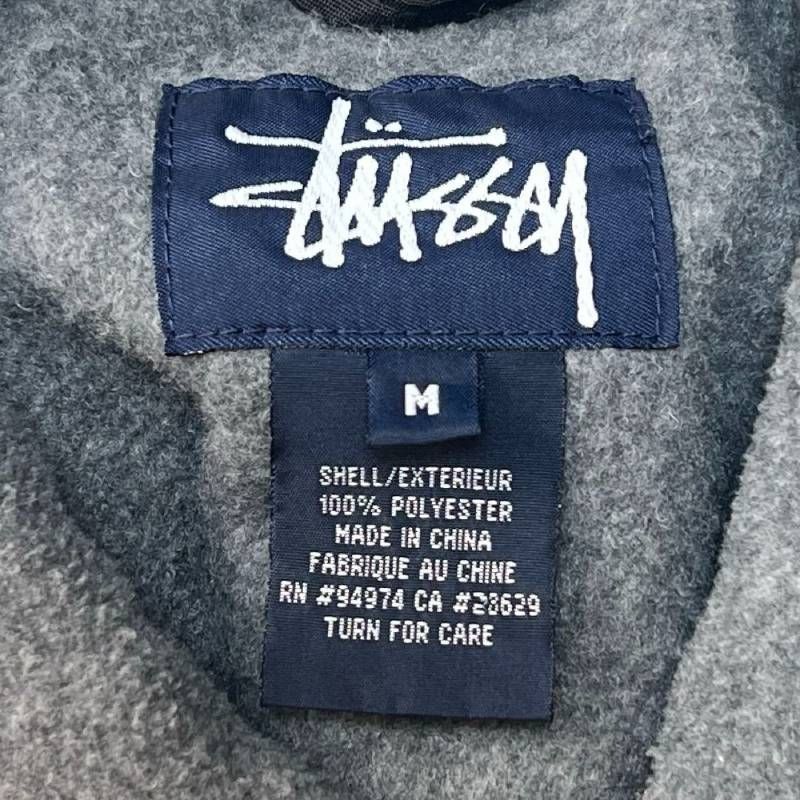 Stüssy
M
SHELL/EXTERIEUR
100% POLYESTER
MADE IN CHINA
FABRIQUE AU CHINE
RN #94974 CA #28629
TURN FOR CARE